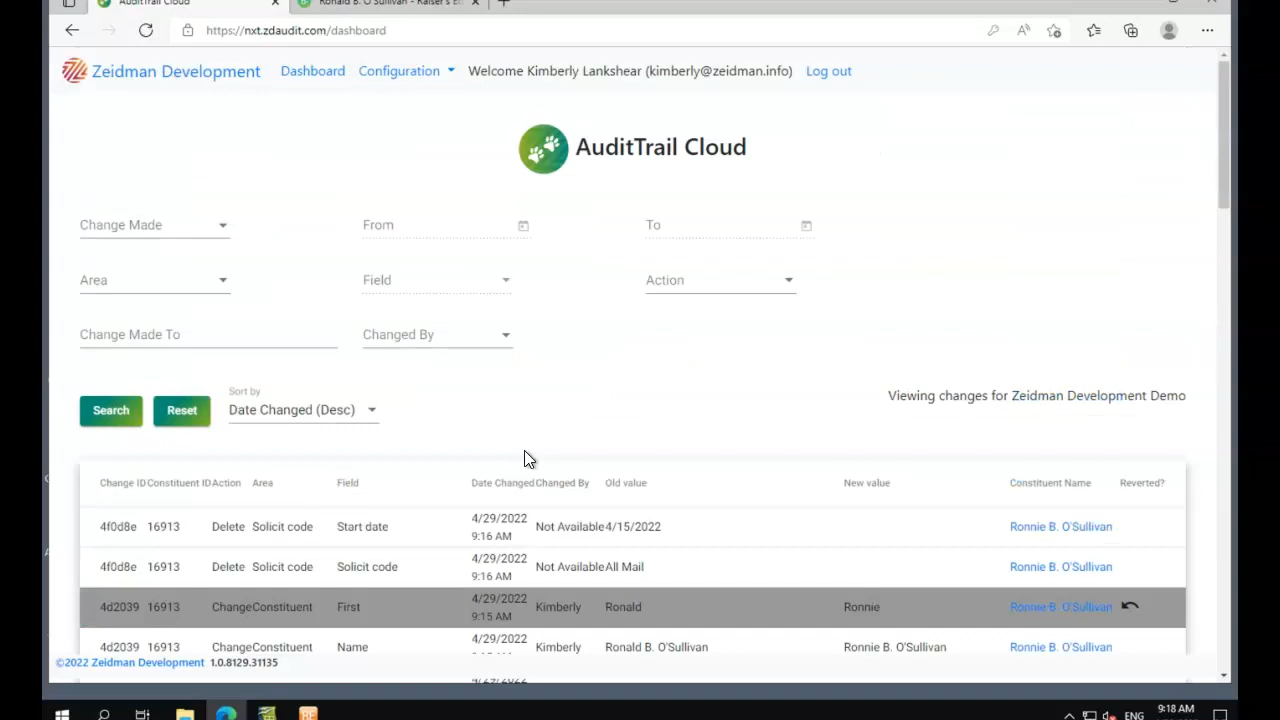 AuditTrail Cloud
Ronald B. O'Sullivan - Kaiser's E
https://nxt.zdaudit.com/dashboard
Zeidman Development Dashboard Configuration Welcome Kimberly Lankshear (kimberly@zeidman.info) Log out
AuditTrail Cloud
Change Made From To
Area Field Action
Change Made To Changed By
Sort by
Search Reset Date Changed (Desc)
Viewing changes for Zeidman Development Demo
Change ID Constituent ID Action Area Field Date Changed Changed By Old value New value Constituent Name Reverted?
4f0d8e 16913 Delete Solicit code Start date 4/29/2022 9:16 AM Not Available 4/15/2022 Ronnie B. O'Sullivan
4f0d8e 16913 Delete Solicit code Solicit code 4/29/2022 9:16 AM Not Available All Mail Ronnie B. O'Sullivan
4d2039 16913 Change Constituent First 4/29/2022 9:15 AM Kimberly Ronald Ronnie Ronnie B. O'Sullivan
4d2039 16913 Change Constituent Name 4/29/2022 Kimberly Ronald B. O'Sullivan Ronnie B. O'Sullivan Ronnie B. O'Sullivan
©2022 Zeidman Development 1.0.8129.31135
ENG 9:18 AM